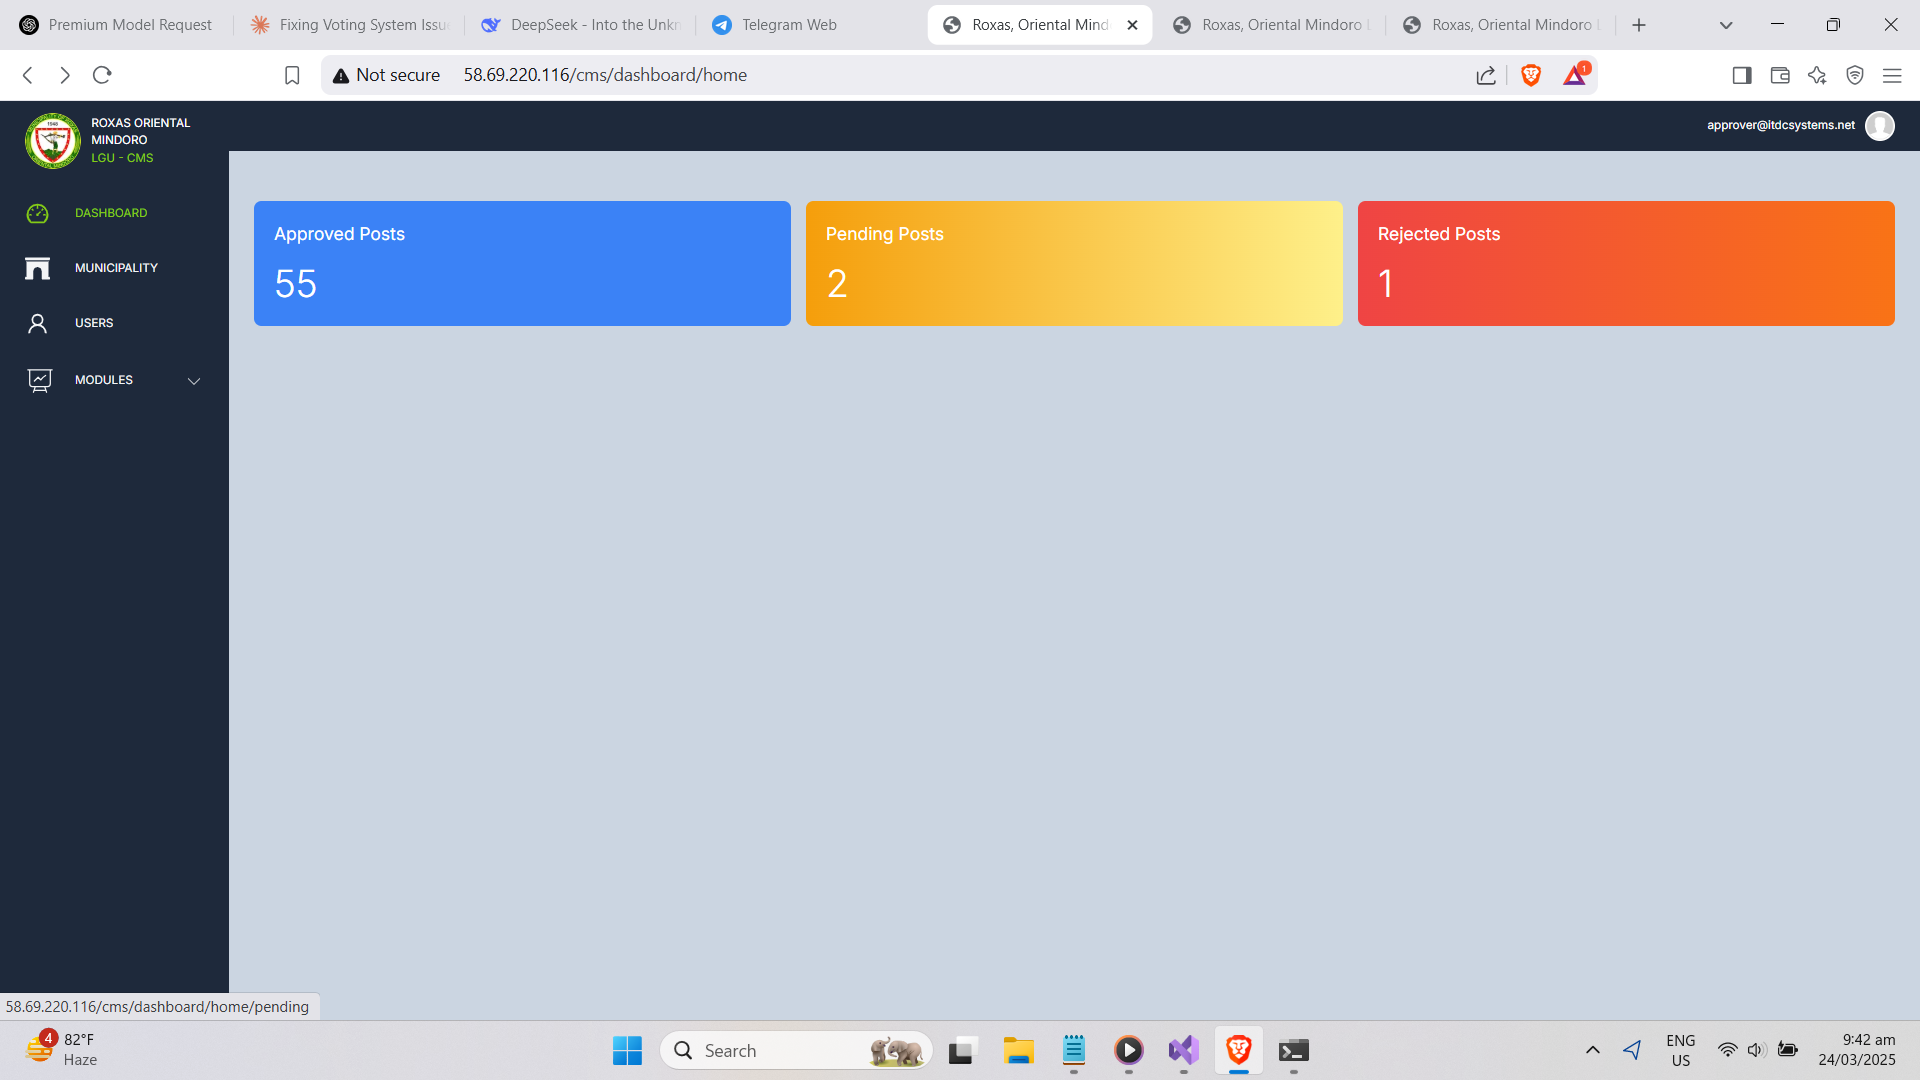 Premium Model Request
Fixing Voting System Issu
DeepSeek - Into the Unkn
Telegram Web
Roxas, Oriental Mind
Roxas, Oriental Mindoro
Roxas, Oriental Mindoro
Not secure
58.69.220.116/cms/dashboard/home
1
ROXAS ORIENTAL
MINDORO
LGU - CMS
approver@itdcsystems.net
DASHBOARD
MUNICIPALITY
USERS
MODULES
Approved Posts
55
Pending Posts
2
Rejected Posts
1
58.69.220.116/cms/dashboard/home/pending
4
82°F
Haze
Search
ENG
US
9:42 am
24/03/2025